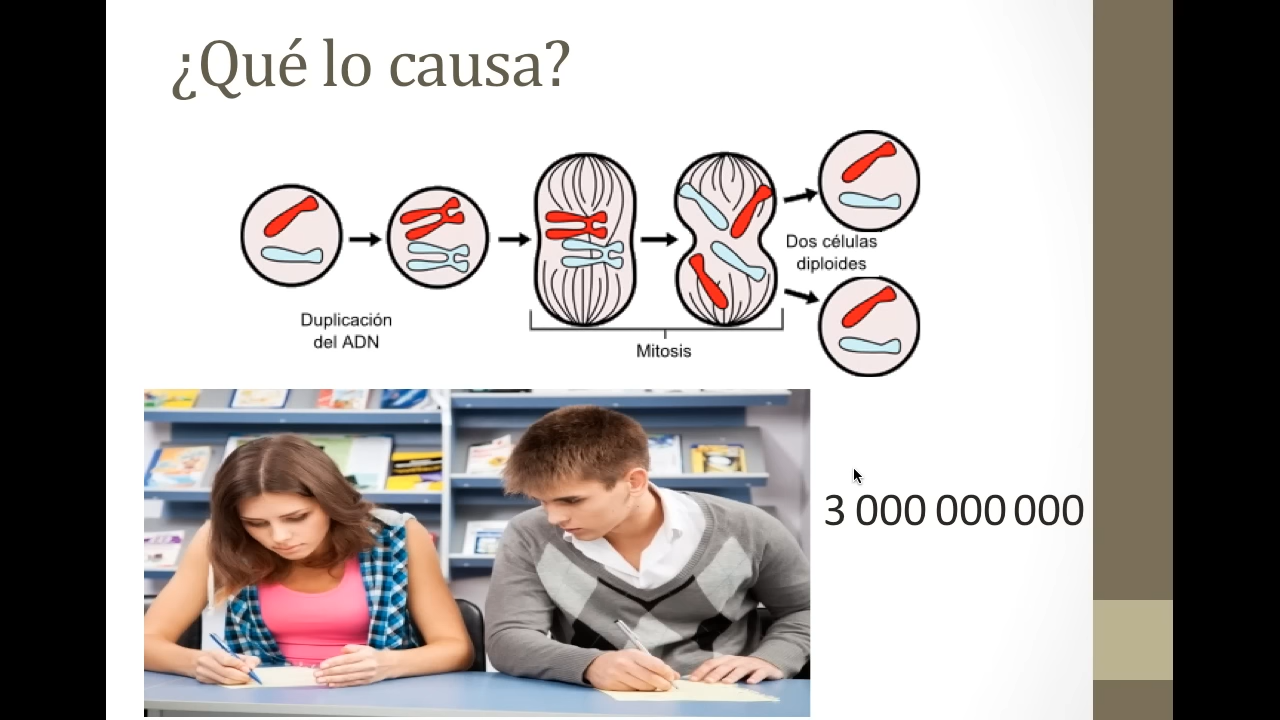 ¿Qué lo causa?
Dos células
diploides
Duplicación
del ADN
Mitosis
3 000 000 000